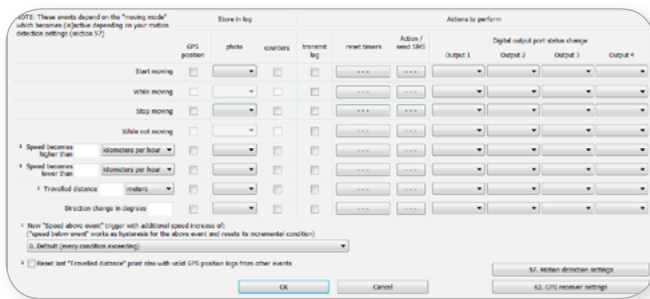 NOTE: These events depend on the "moving mode"
which becomes (in)active depending on your motion
detection settings (section 57)
Store in log
Actions to perform
GPS position
photo
counters
transmit log
reset timers
Action / send SMS
Digital output port status change
Output 1
Output 2
Output 3
Output 4
Start moving
While moving
Stop moving
While not moving
Speed becomes higher than
kilometers per hour
Speed becomes lower than
kilometers per hour
Travelled distance
meters
Direction change in degrees
New "Speed above event" trigger with additional speed increase of:
("speed below event" works as hysteresis for the above event and resets its incremental condition)
0. Default (every condition exceeding)
Reset last "Travelled distance" point also with valid GPS position logs from other events
57. Motion detection settings
OK
Cancel
62. GPS receiver settings